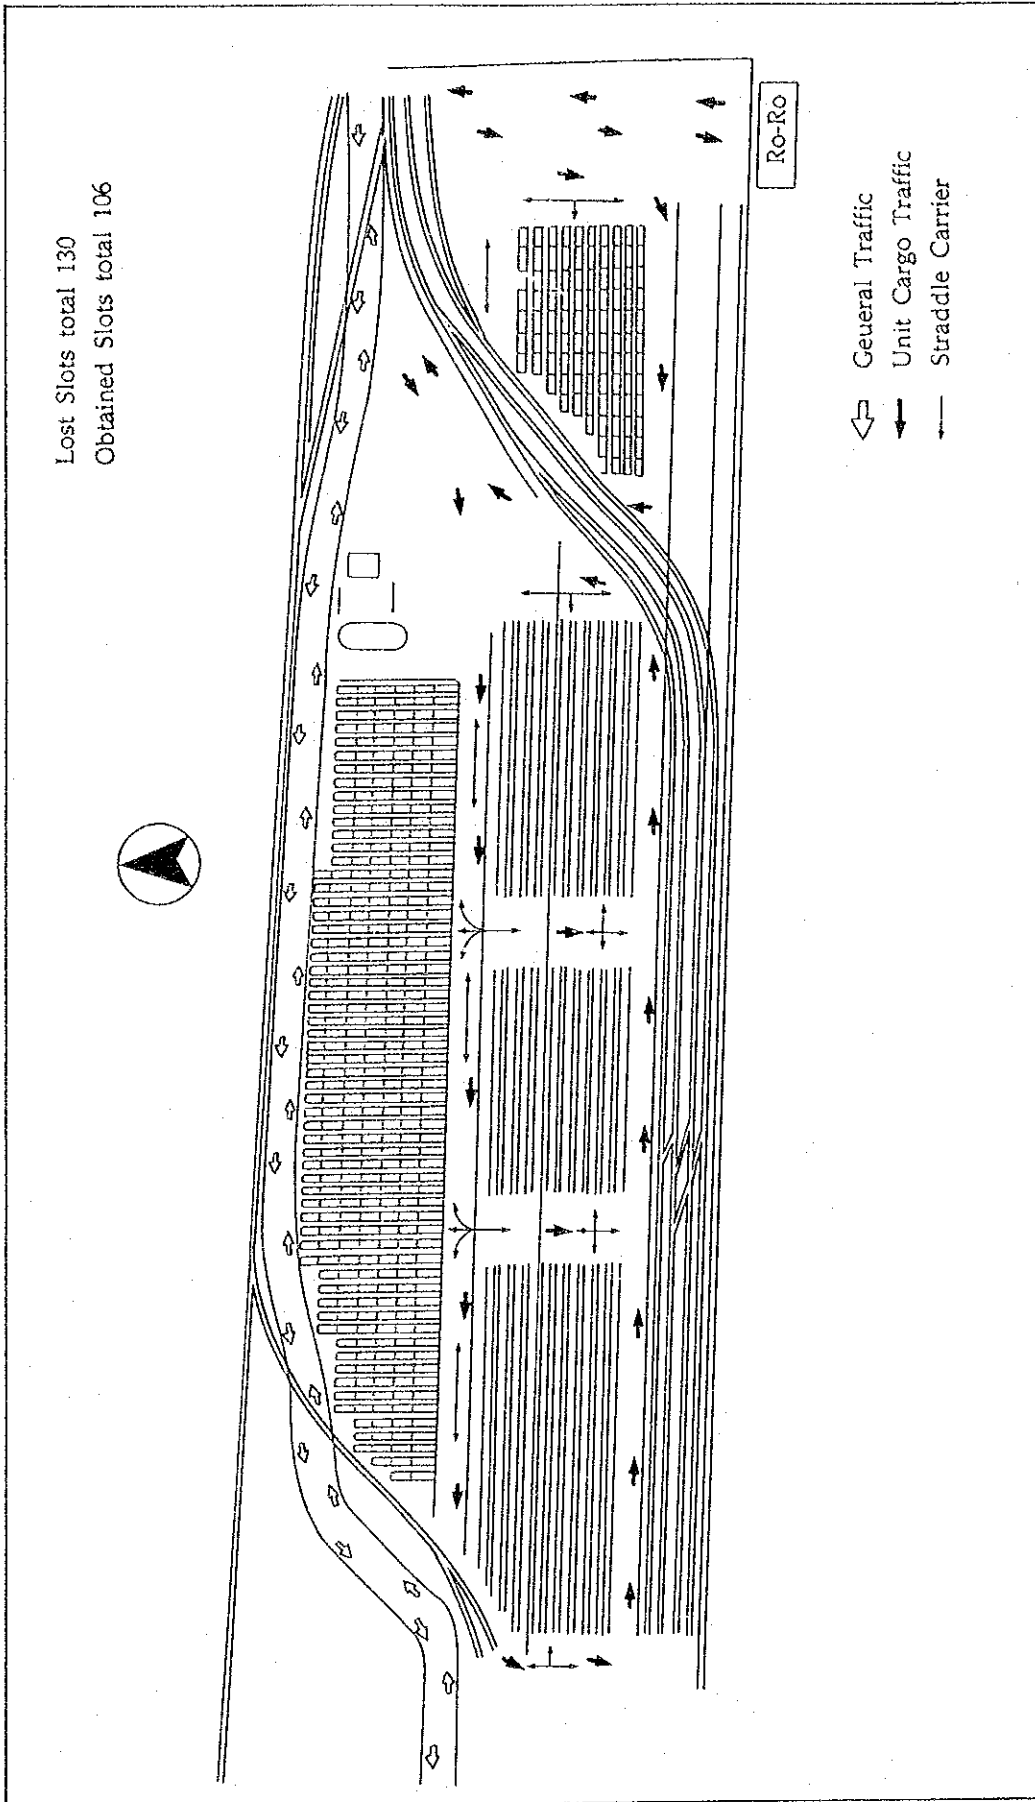 Lost Slots total 130
Obtained Slots total 106
Ro-Ro
Geueral Traffic
Unit Cargo Traffic
Straddle Carrier